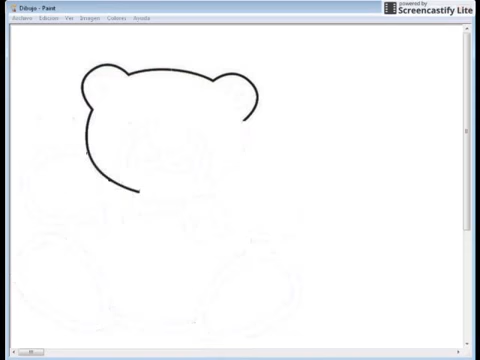 Dibujo - Paint
powered by
Screencastify Lite
Archivo Edición Ver Imagen Colores Ayuda